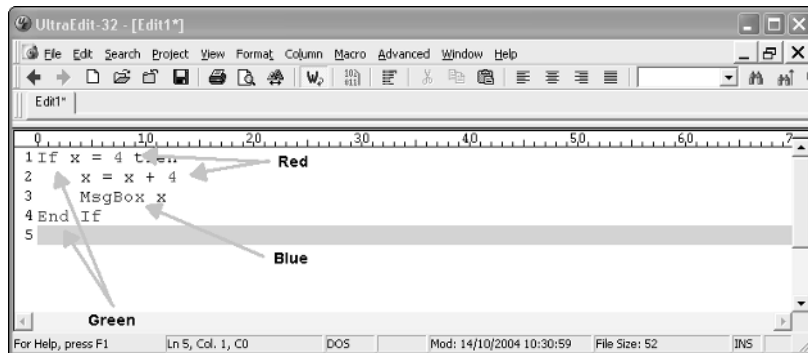 UltraEdit-32 - [Edit1*]
File Edit Search Project View Format Column Macro Advanced Window Help
Edit1*
0 10 20 30 40 50 60 7
1 If x = 4 then
2 x = x + 4
3 MsgBox x
4 End If
5
Red
Blue
Green
For Help, press F1 Ln 5, Col. 1, C0 DOS Mod: 14/10/2004 10:30:59 File Size: 52 INS